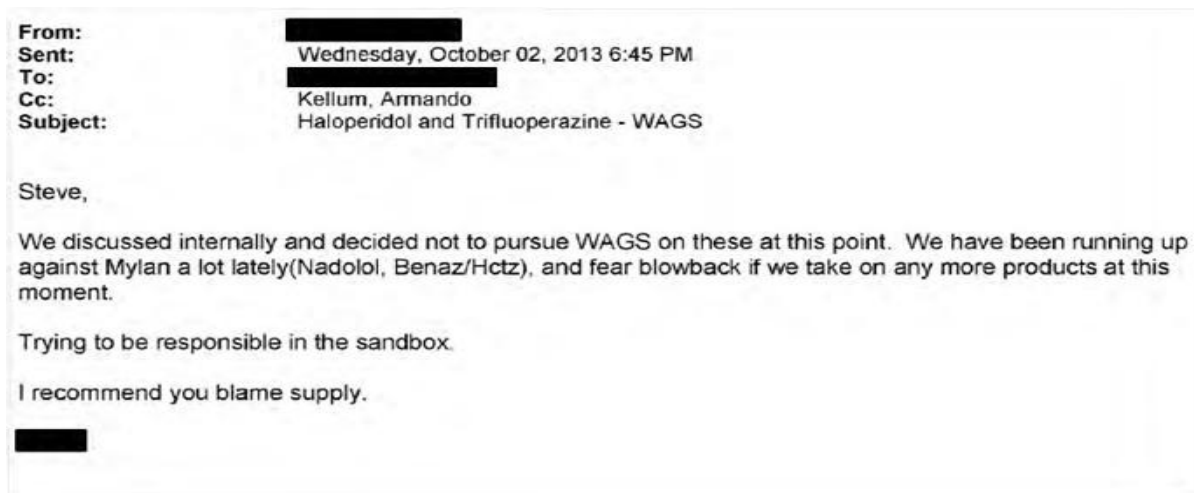 From:
Sent: Wednesday, October 02, 2013 6:45 PM
To:
Cc: Kellum, Armando
Subject: Haloperidol and Trifluoperazine - WAGS
Steve,
We discussed internally and decided not to pursue WAGS on these at this point. We have been running up
against Mylan a lot lately(Nadolol, Benaz/Hctz), and fear blowback if we take on any more products at this
moment.
Trying to be responsible in the sandbox.
I recommend you blame supply.